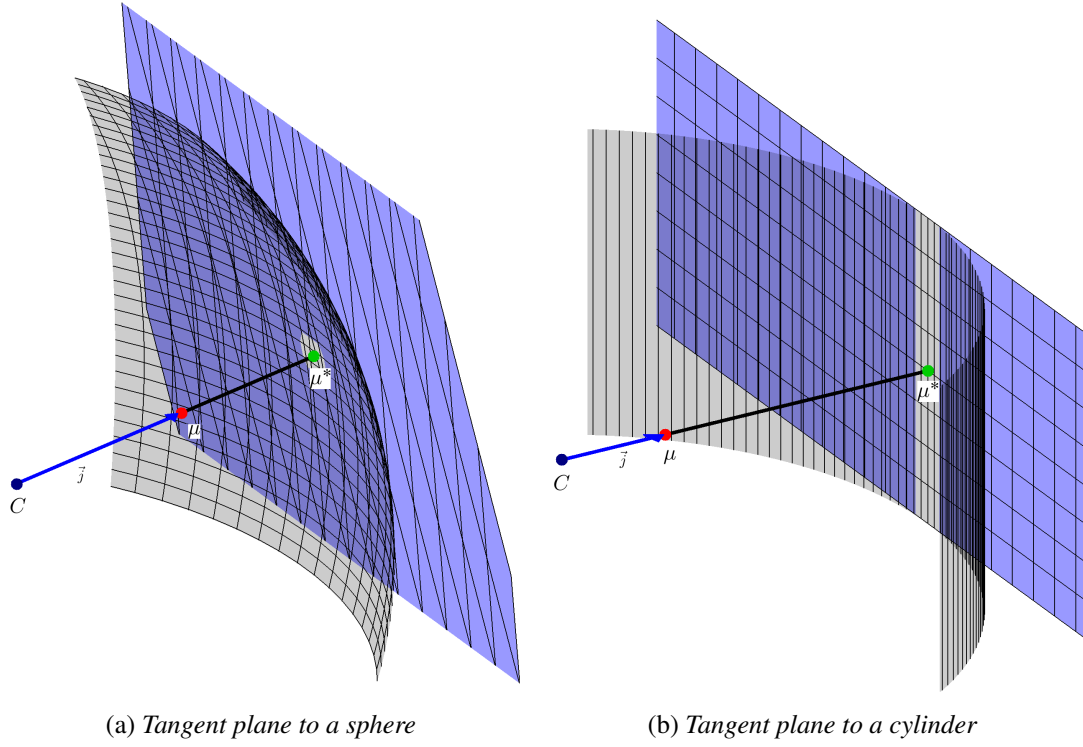 μ*
μ
C
j⃗
(a) Tangent plane to a sphere
μ*
μ
C
j⃗
(b) Tangent plane to a cylinder